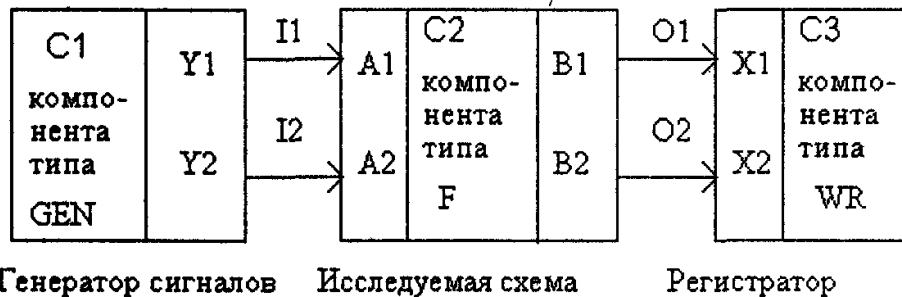 C1
компо-
нента
типа
GEN
Y1
Y2
I1
I2
A1
A2
C2
компо-
нента
типа
F
B1
B2
O1
O2
X1
X2
C3
компо-
нента
типа
WR
Генератор сигналов
Исследуемая схема
Регистратор